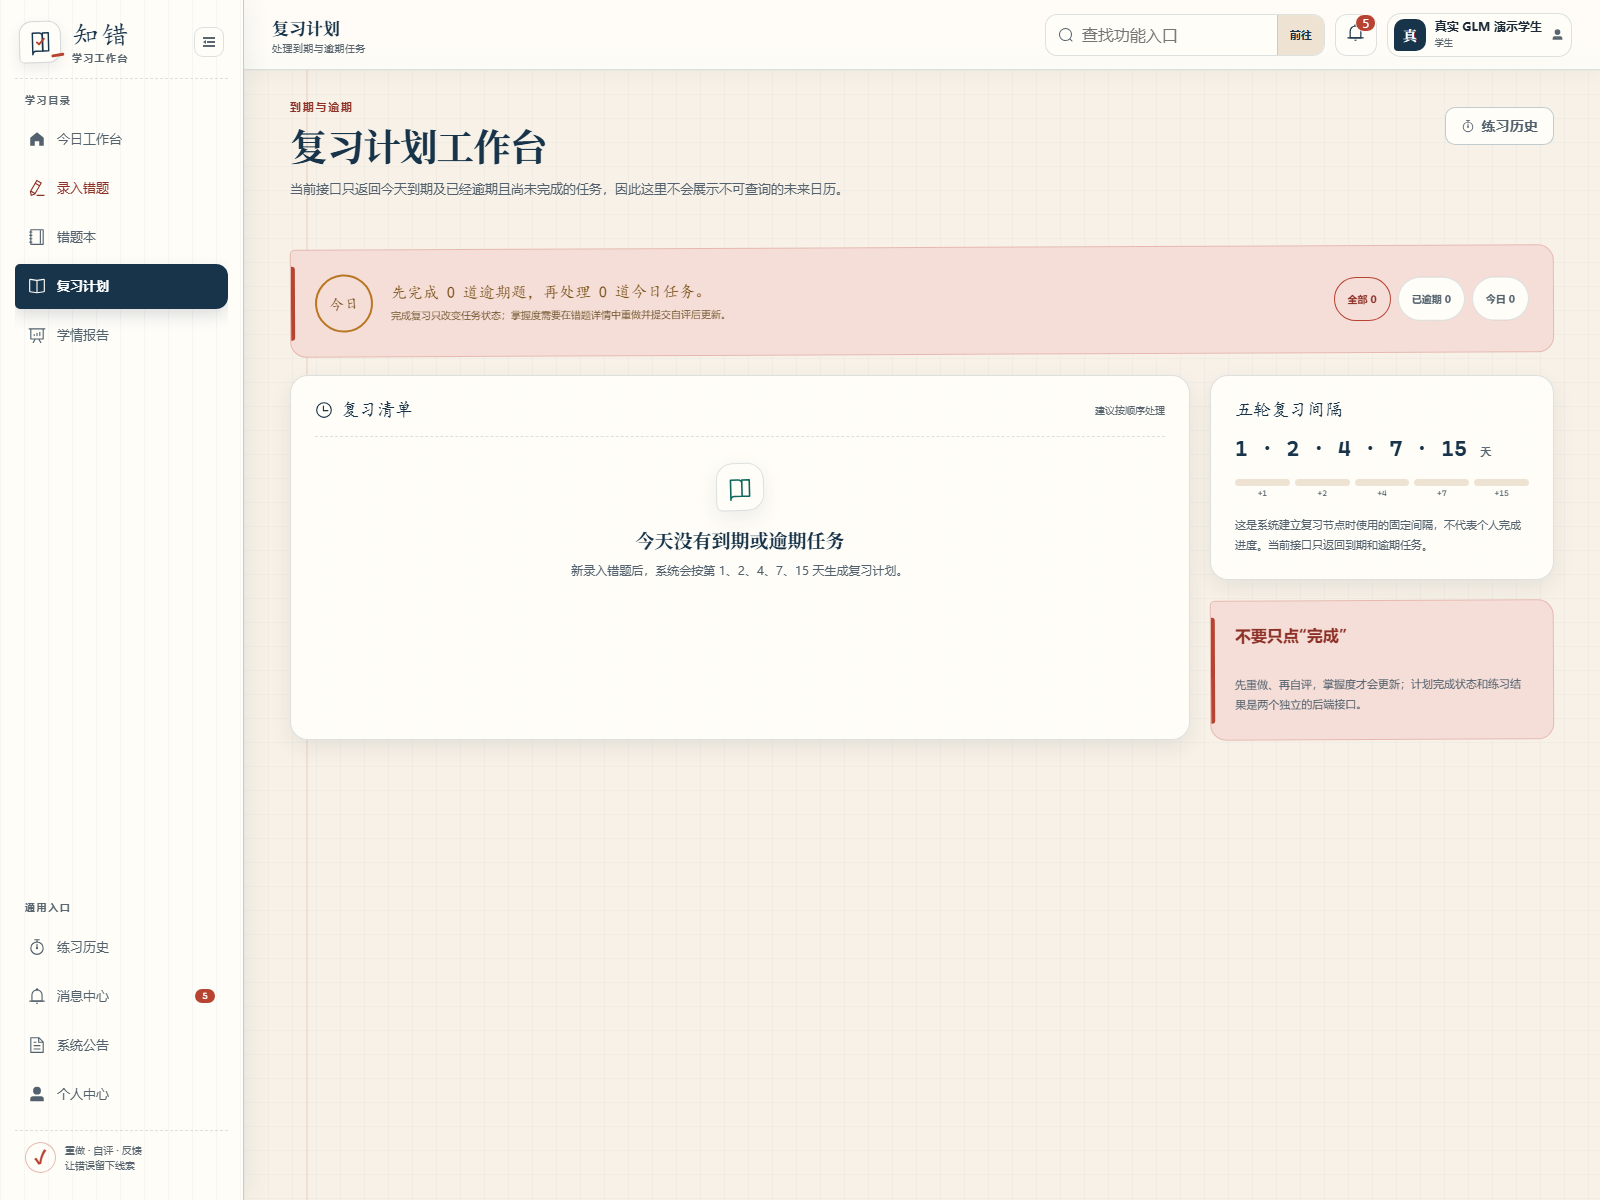 知错
学习工作台
学习目录
今日工作台
录入错题
错题本
复习计划
学情报告
通用入口
练习历史
消息中心
5
系统公告
个人中心
重做 · 自评 · 反馈
让错误留下线索
复习计划
处理到期与逾期任务
查找功能入口
前往
5
真
真实 GLM 演示学生
学生
到期与逾期
复习计划工作台
当前接口只返回今天到期及已经逾期且尚未完成的任务，因此这里不会展示不可查询的未来日历。
练习历史
今日
先完成 0 道逾期题，再处理 0 道今日任务。
完成复习只改变任务状态；掌握度需要在错题详情中重做并提交自评后更新。
全部 0
已逾期 0
今日 0
复习清单
建议按顺序处理
今天没有到期或逾期任务
新录入错题后，系统会按第 1、2、4、7、15 天生成复习计划。
五轮复习间隔
1 · 2 · 4 · 7 · 15 天
+1
+2
+4
+7
+15
这是系统建立复习节点时使用的固定间隔，不代表个人完成
进度。当前接口只返回到期和逾期任务。
不要只点“完成”
先重做、再自评，掌握度才会更新；计划完成状态和练习结
果是两个独立的后端接口。